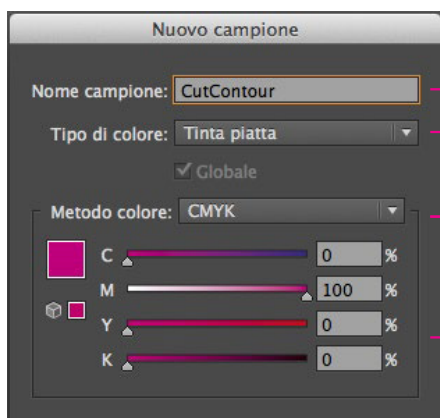 Nuovo campione
Nome campione: CutContour
Tipo di colore: Tinta piatta
Globale
Metodo colore: CMYK
C 0 %
M 100 %
Y 0 %
K 0 %